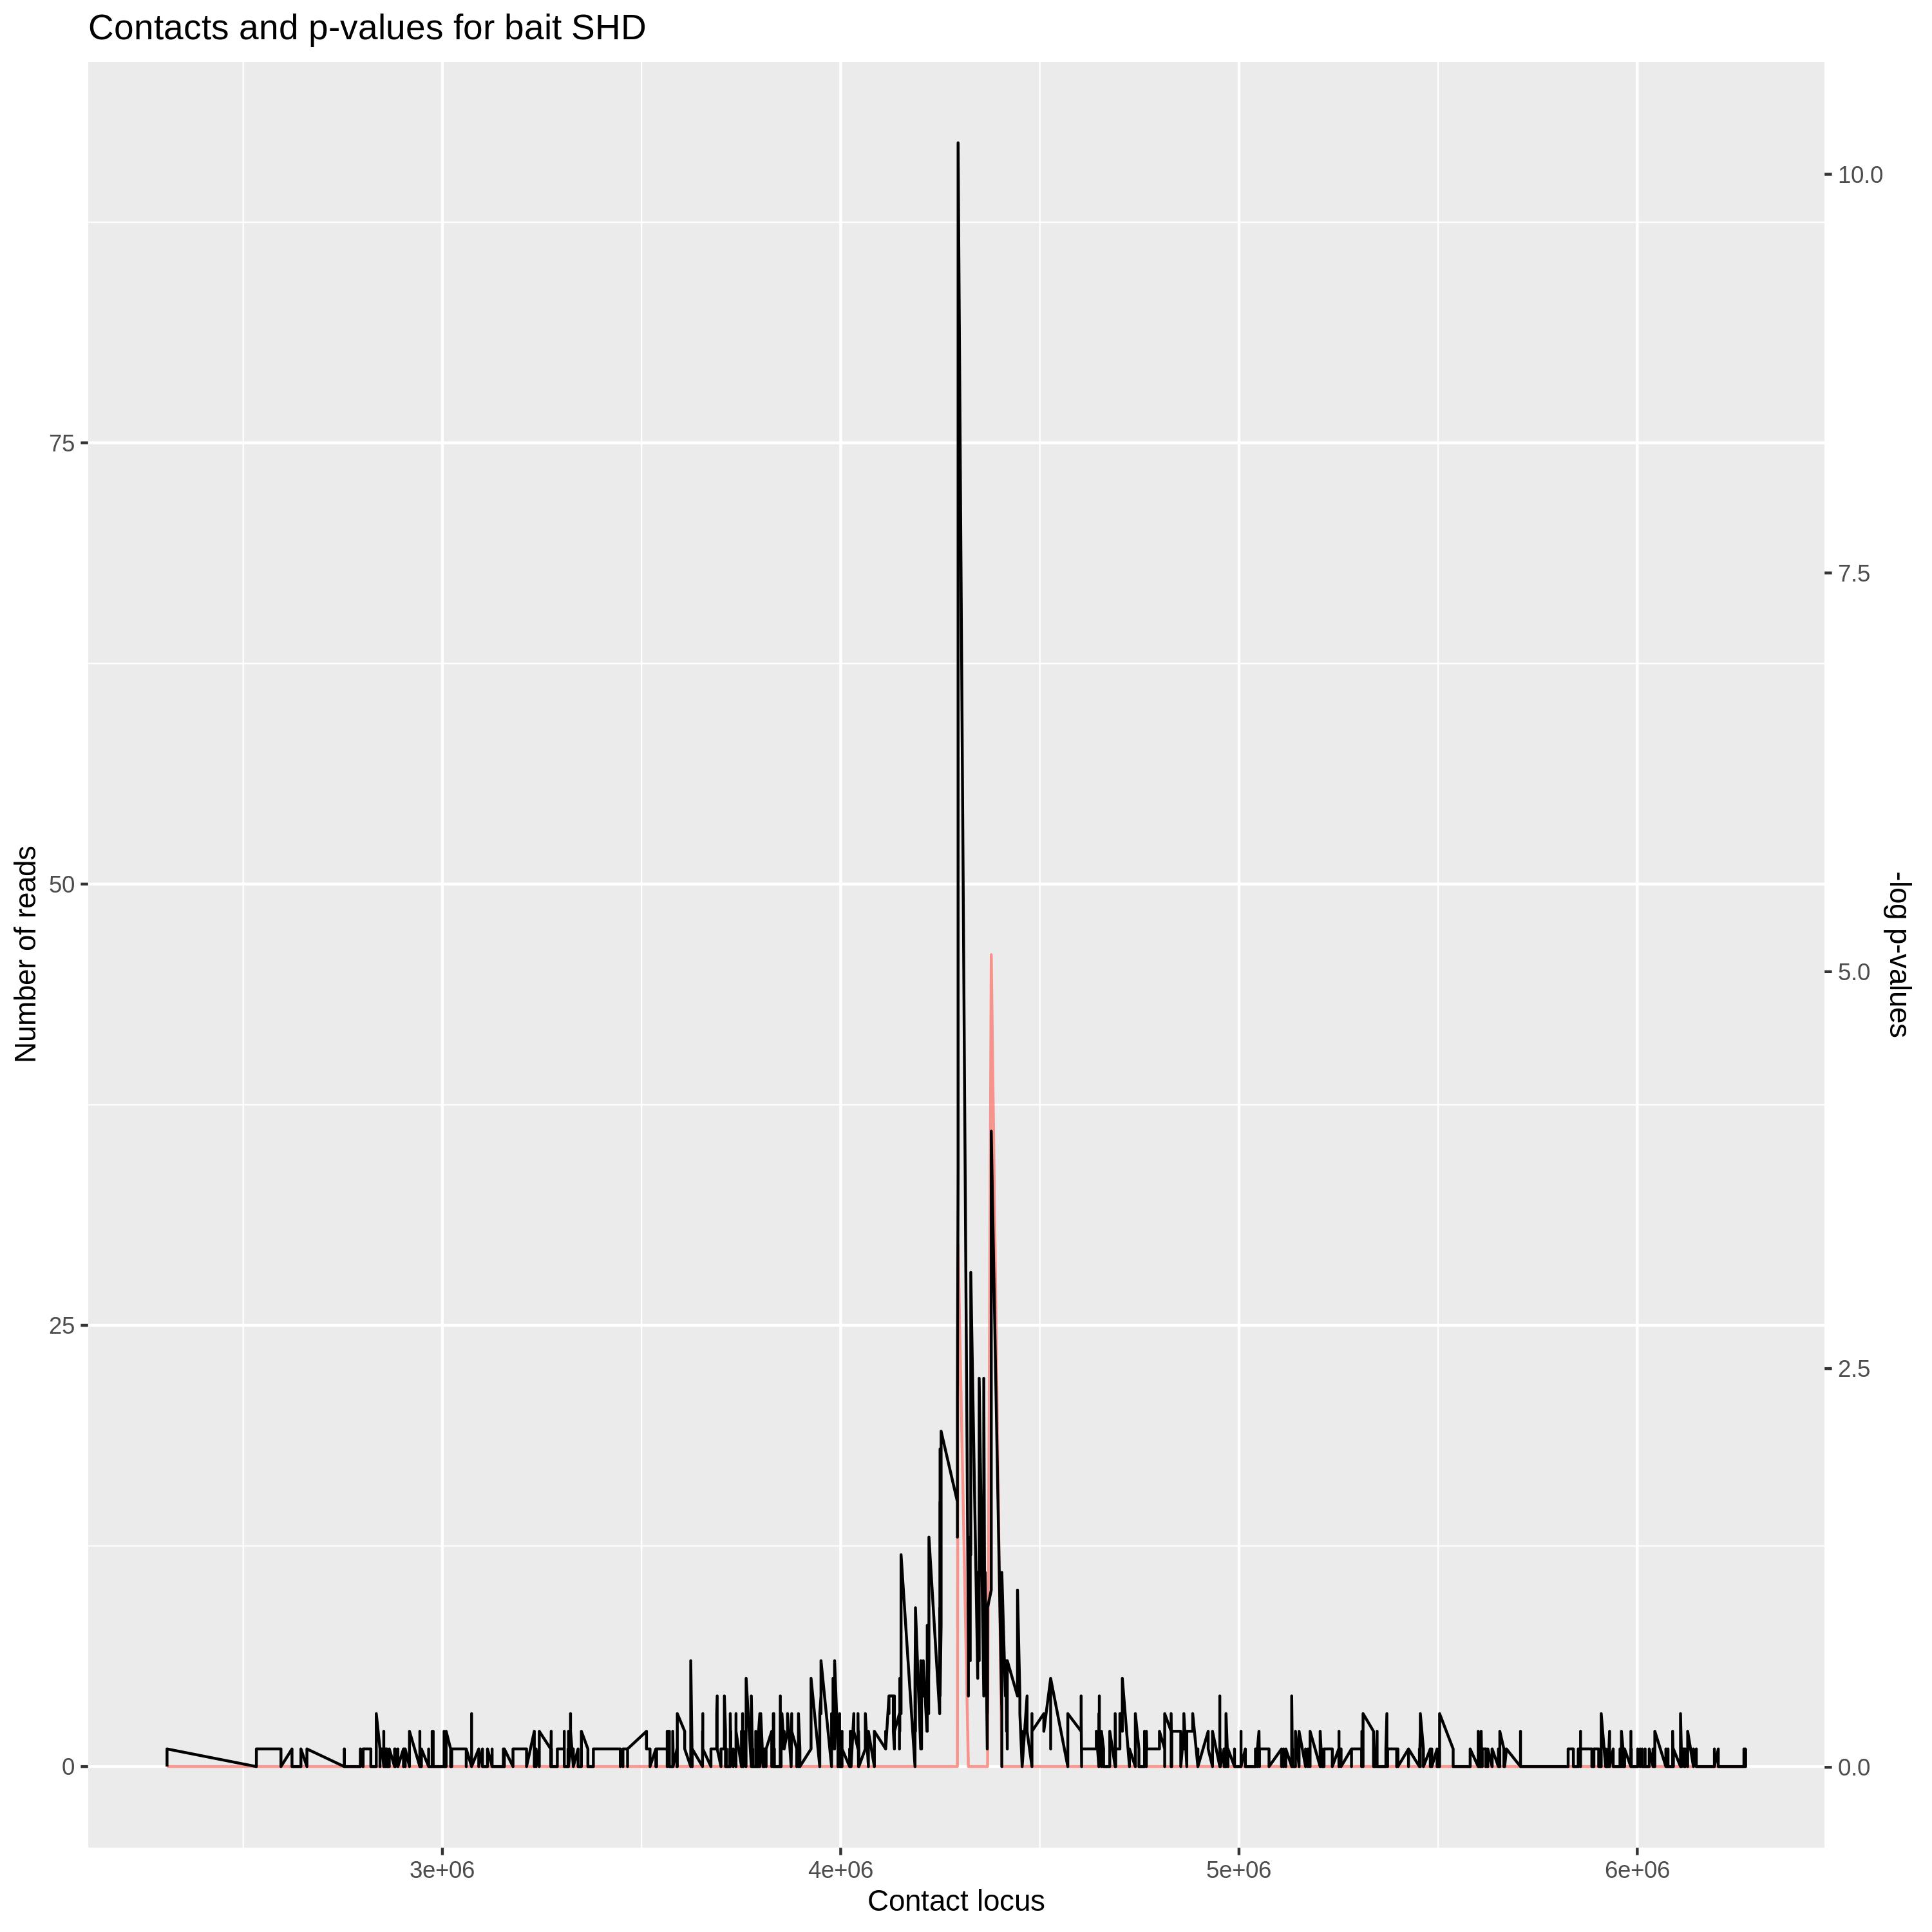 Contacts and p-values for bait SHD
75
50
25
0
10.0
7.5
5.0
2.5
0.0
Number of reads
-log p-values
3e+06
4e+06
5e+06
6e+06
Contact locus